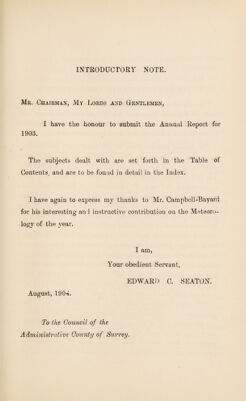 INTRODUCTORY NOTE.
MR. CHAIRMAN, MY LORDS AND GENTLEMEN,
I have the honour to submit the Annual Report for
1903.
The subjects dealt with are set forth in the Table of
Contents, and are to be found in detail in the Index.
I have again to express my thanks to Mr. Campbell-Bayard
for his interesting and instructive contribution on the Meteoro-
logy of the year.
I am,
Your obedient Servant,
EDWARD C. SEATON.
August, 1904.
To the Council of the
Administrative County of Surrey.